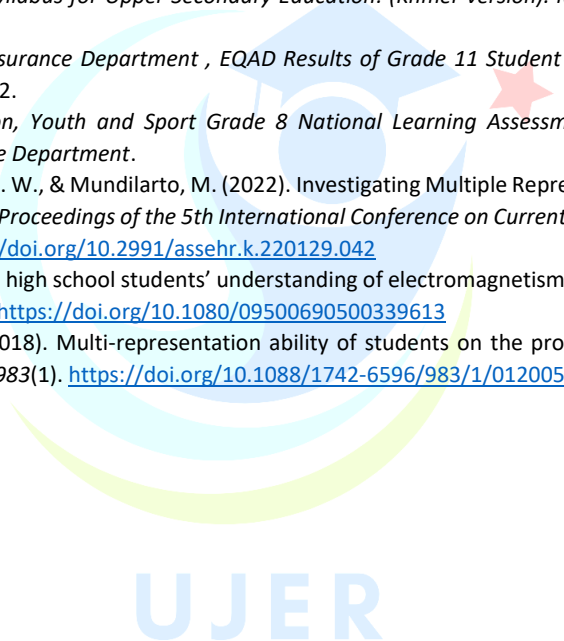 yllabus for Upper Secondary Education. (Khmer version).
surance Department , EQAD Results of Grade 11 Student
2.
on, Youth and Sport Grade 8 National Learning Assessm
e Department.
. W., & Mundilarto, M. (2022). Investigating Multiple Repre
Proceedings of the 5th International Conference on Current
//doi.org/10.2991/assehr.k.220129.042
high school students’ understanding of electromagnetism
https://doi.org/10.1080/09500690500339613
018). Multi-representation ability of students on the pro
983(1). https://doi.org/10.1088/1742-6596/983/1/012005
UJER